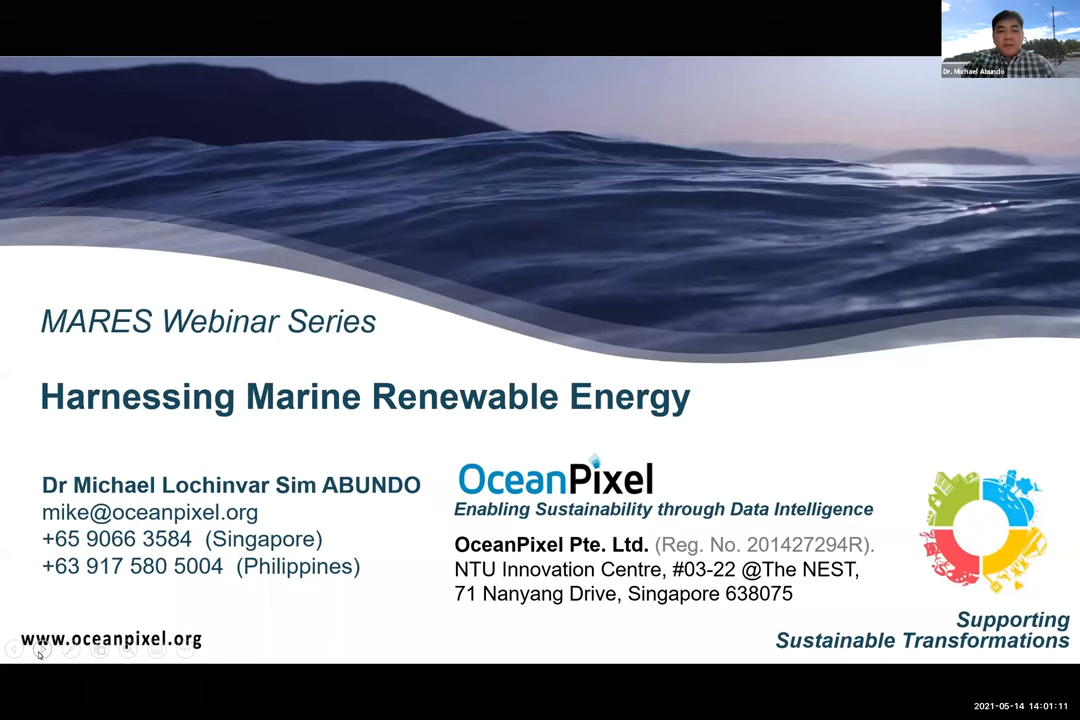 Dr. Michael Abundo
MARES Webinar Series
Harnessing Marine Renewable Energy
Dr Michael Lochinvar Sim ABUNDO
mike@oceanpixel.org
+65 9066 3584 (Singapore)
+63 917 580 5004 (Philippines)
www.oceanpixel.org
OceanPixel
Enabling Sustainability through Data Intelligence
OceanPixel Pte. Ltd. (Reg. No. 201427294R).
NTU Innovation Centre, #03-22 @The NEST,
71 Nanyang Drive, Singapore 638075
Supporting
Sustainable Transformations
2021-05-14 14:01:11